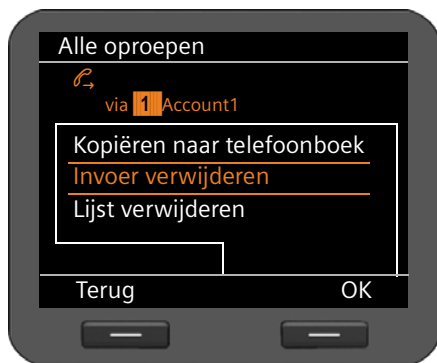 Alle oproepen
via 1 Account1
Kopiëren naar telefoonboek
Invoer verwijderen
Lijst verwijderen
Terug OK